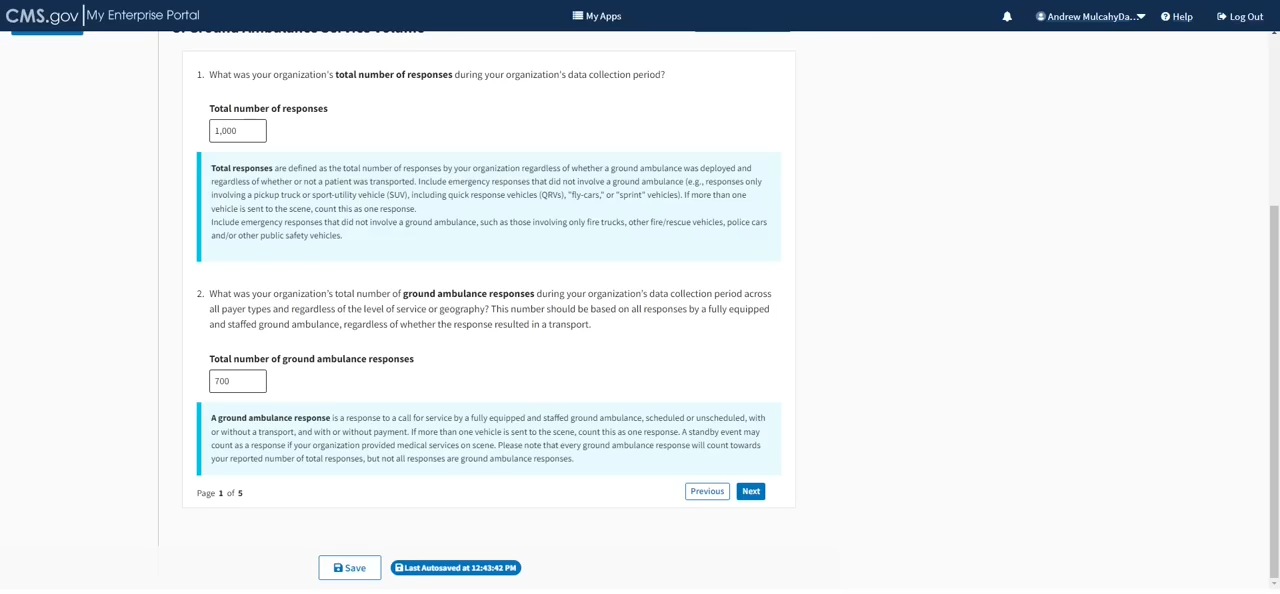 CMS.gov My Enterprise Portal
My Apps
Andrew MulcahyDa...
Help
Log Out
5. Ground Ambulance Service Volume
1. What was your organization's total number of responses during your organization's data collection period?
Total number of responses
1,000
Total responses are defined as the total number of responses by your organization regardless of whether a ground ambulance was deployed and
regardless of whether or not a patient was transported. Include emergency responses that did not involve a ground ambulance (e.g., responses only
involving a pickup truck or sport-utility vehicle (SUV), including quick response vehicles (QRVs), "fly-cars," or "sprint" vehicles). If more than one
vehicle is sent to the scene, count this as one response.
Include emergency responses that did not involve a ground ambulance, such as those involving only fire trucks, other fire/rescue vehicles, police cars
and/or other public safety vehicles.
2. What was your organization's total number of ground ambulance responses during your organization's data collection period across
all payer types and regardless of the level of service or geography? This number should be based on all responses by a fully equipped
and staffed ground ambulance, regardless of whether the response resulted in a transport.
Total number of ground ambulance responses
700
A ground ambulance response is a response to a call for service by a fully equipped and staffed ground ambulance, scheduled or unscheduled, with
or without a transport, and with or without payment. If more than one vehicle is sent to the scene, count this as one response. A standby event may
count as a response if your organization provided medical services on scene. Please note that every ground ambulance response will count towards
your reported number of total responses, but not all responses are ground ambulance responses.
Page 1 of 5
Previous
Next
Save
Last Autosaved at 12:43:42 PM